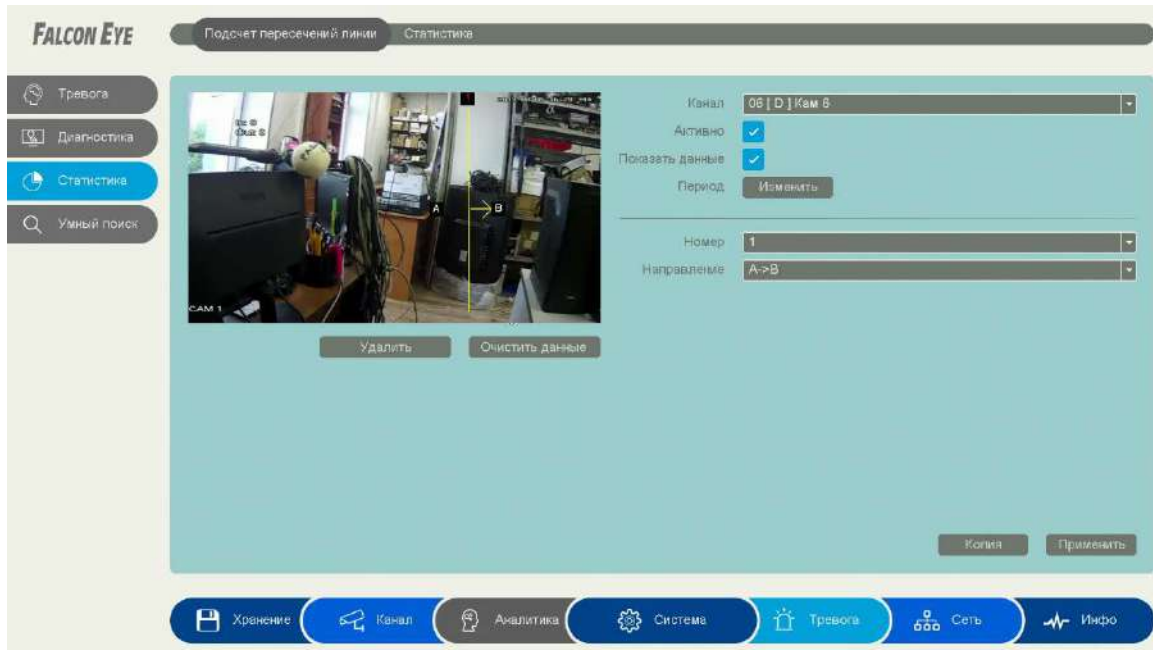 FALCON EYE
Подсчет пересечений линии
Статистика
Тревога
Диагностика
Статистика
Умный поиск
1
A
B
CAM 1
Удалить
Очистить данные
Канал
06 [ D ] Кам 6
Активно
Показать данные
Период
Изменить
Номер
1
Направление
A->B
Копия
Применить
Хранение
Канал
Аналитика
Система
Тревога
Сеть
Инфо